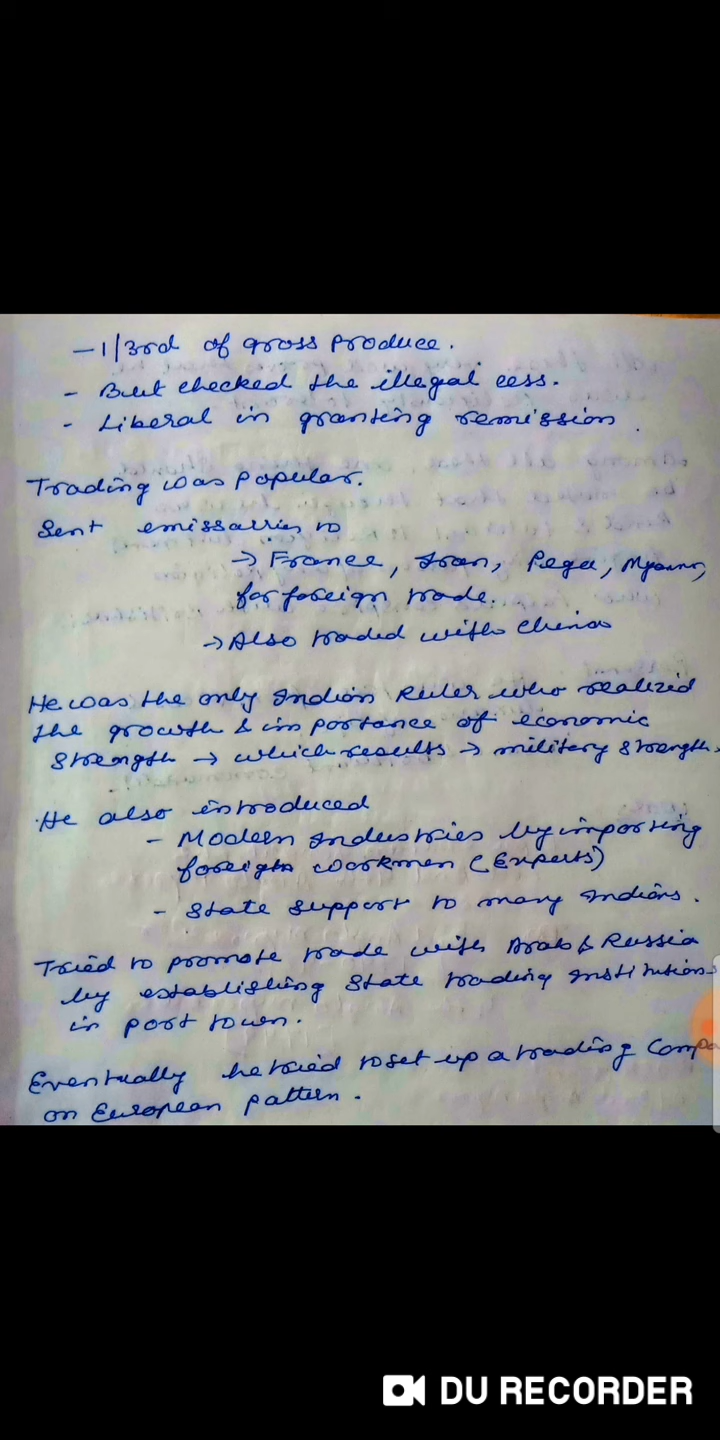 - 1/3rd of gross produce.
- But checked the illegal cess.
- Liberal in granting remission.
Trading was popular.
Sent emissarries to
→ France, Iran, Pegu, Myanmr,
for foreign trade.
→ Also traded with China
He was the only Indian Ruler who realized
the growth & importance of economic
strength → which results → military strength.
He also introduced
- Modern Industries by importing
foreign workmen (Experts)
- State support to many Indians.
Tried to promote trade with Arab & Russia
by establishing State trading Institutions
in port town.
Eventually he tried to set up a trading Compa
on European pattern.
DU RECORDER